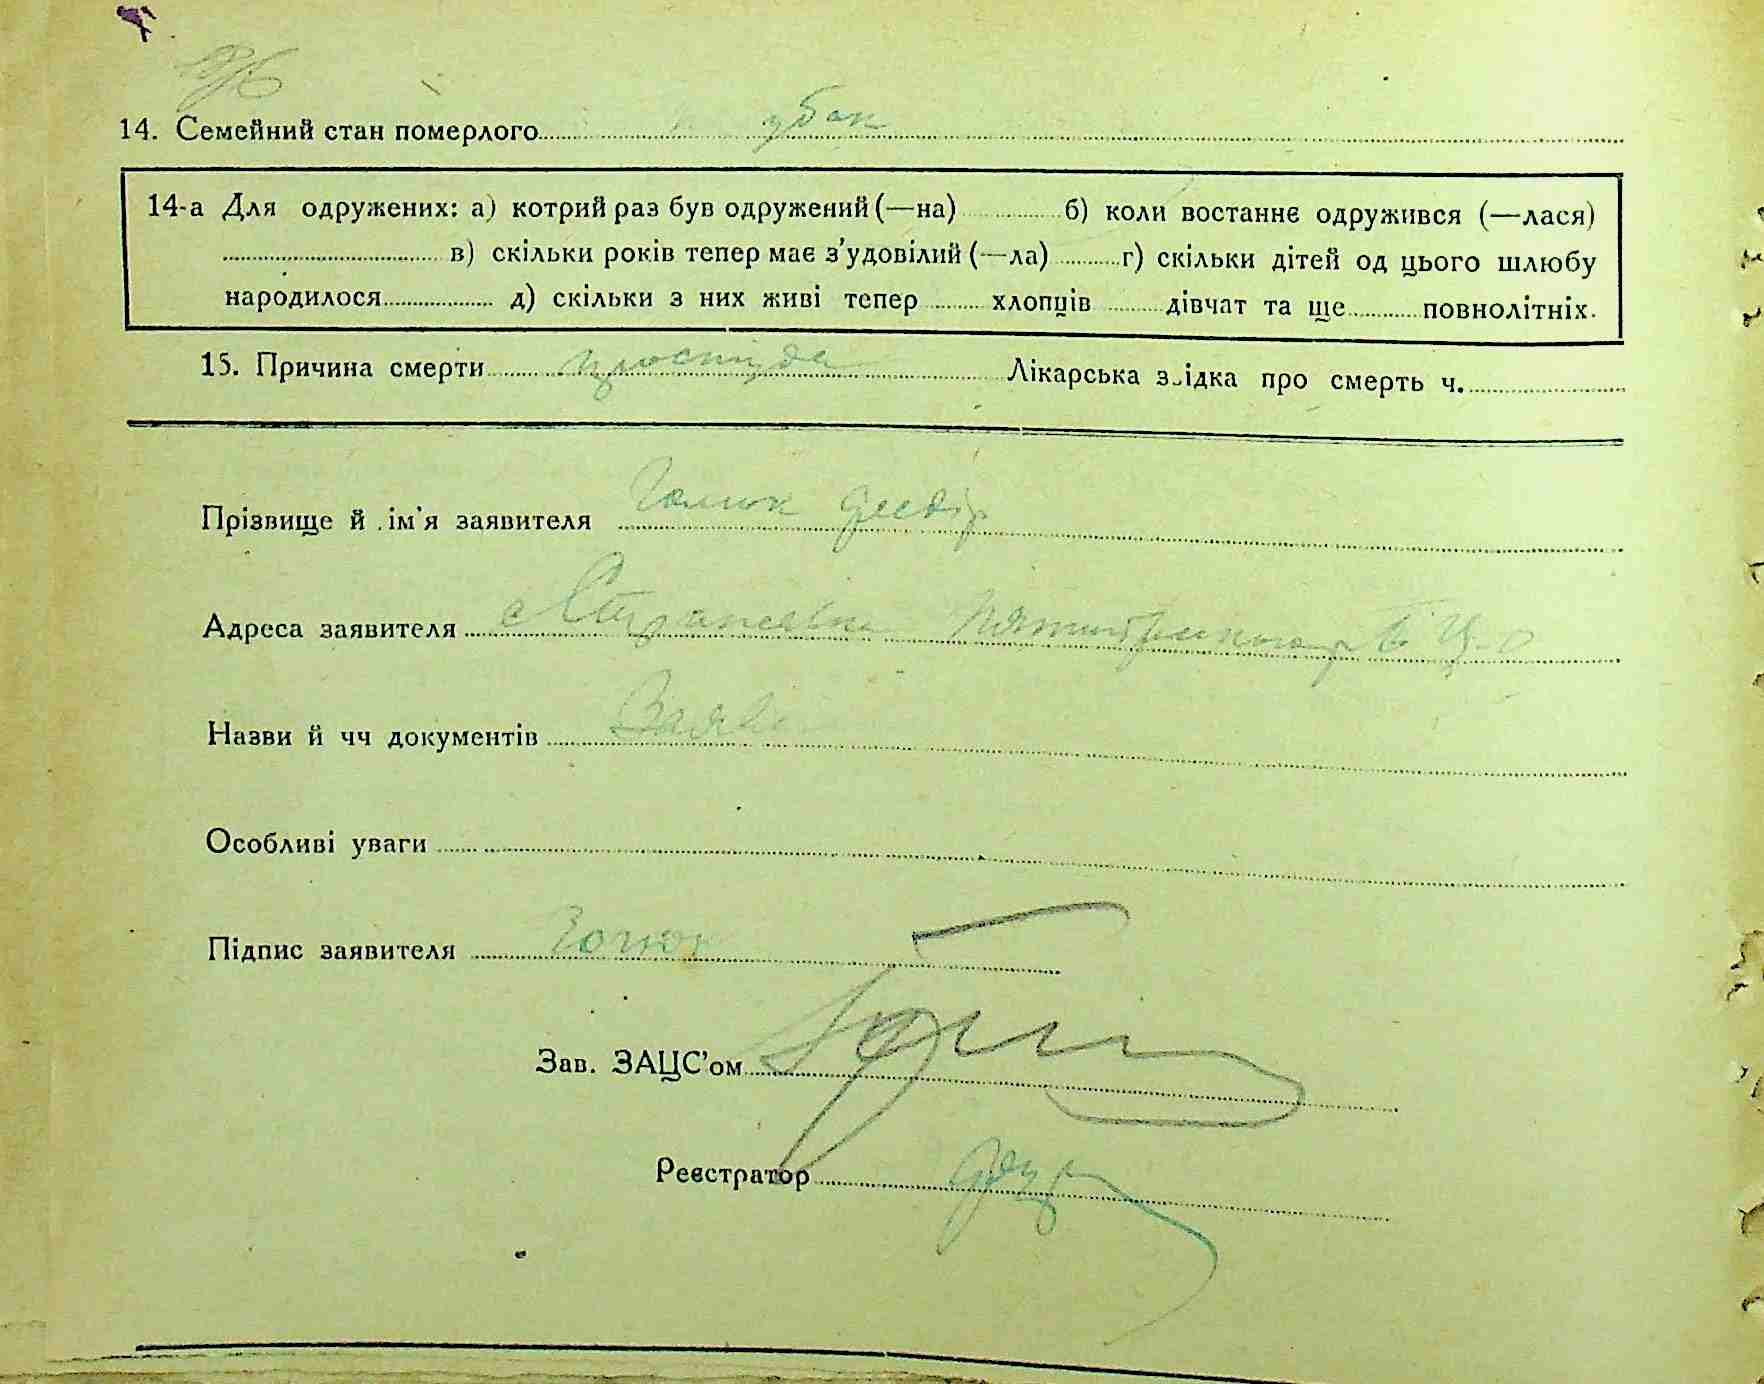 14. Семейний стан померлого
14-а Для одружених: а) котрий раз був одружений (—на) б) коли востаннє одружився (—лася)
в) скільки років тепер має з'удовілий (—ла) г) скільки дітей од цього шлюбу
народилося д) скільки з них живі тепер хлопців дівчат та ще повнолітніх.
15. Причина смерти простуда Лікарська з ідка про смерть ч.
Прізвище й ім'я заявителя
Адреса заявителя с
Назви й чч документів Заява
Особливі уваги
Підпис заявителя
Зав. ЗАЦС'ом
Реєстратор